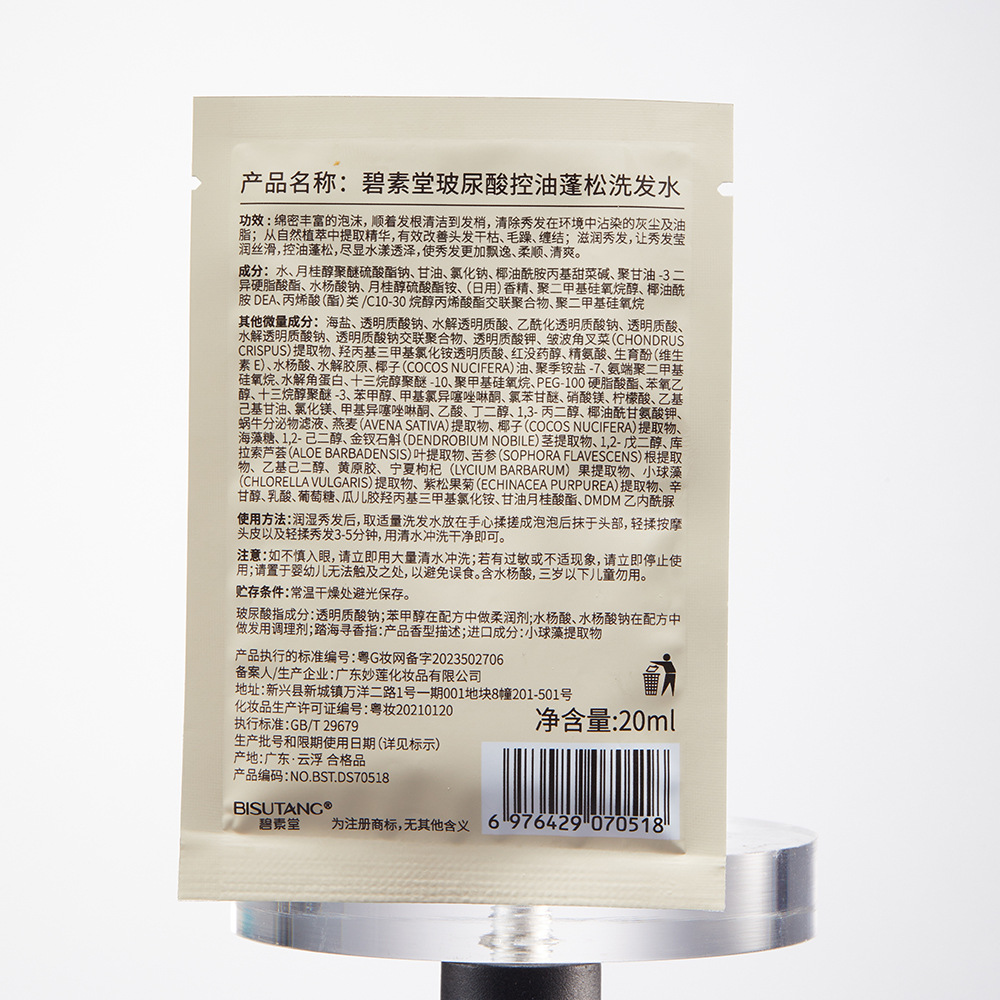 产品名称：碧素堂玻尿酸控油蓬松洗发水
功效：绵密丰富的泡沫，顺着发根清洁到发梢，清除秀发在环境中沾染的灰尘及油
脂；从自然植萃中提取精华，有效改善头发干枯、毛躁、缠结；滋润秀发，让秀发莹
润丝滑，控油蓬松，尽显水漾透泽，使秀发更加飘逸、柔顺、清爽。
成分：水、月桂醇聚醚硫酸酯钠、甘油、氯化钠、椰油酰胺丙基甜菜碱、聚甘油-3二
异硬脂酸酯、水杨酸钠、月桂醇硫酸酯铵、（日用）香精、聚二甲基硅氧烷醇、椰油酰
胺DEA、丙烯酸（酯）类/C10-30烷醇丙烯酸酯交联聚合物、聚二甲基硅氧烷
其他微量成分：海盐、透明质酸钠、水解透明质酸、乙酰化透明质酸钠、透明质酸、
水解透明质酸钠、透明质酸钠交联聚合物、透明质酸钾、皱波角叉菜(CHONDRUS
CRISPUS)提取物、羟丙基三甲基氯化铵透明质酸、红没药醇、精氨酸、生育酚(维生
素E)、水杨酸、水解胶原、椰子(COCOS NUCIFERA)油、聚季铵盐-7、氨端聚二甲基
硅氧烷、水解角蛋白、十三烷醇聚醚-10、聚甲基硅氧烷、PEG-100硬脂酸酯、苯氧乙
醇、十三烷醇聚醚-3、苯甲醇、甲基氯异噻唑啉酮、氯苯甘醚、硝酸镁、柠檬酸、乙基
己基甘油、氯化镁、甲基异噻唑啉酮、乙酸、丁二醇、1,3-丙二醇、椰油酰甘氨酸钾、
蜗牛分泌物滤液、燕麦(AVENA SATIVA)提取物、椰子(COCOS NUCIFERA)提取物、
海藻糖、1,2-己二醇、金钗石斛(DENDROBIUM NOBILE)茎提取物、1,2-戊二醇、库
拉索芦荟(ALOE BARBADENSIS)叶提取物、苦参(SOPHORA FLAVESCENS)根提取
物、乙基己二醇、黄原胶、宁夏枸杞（LYCIUM BARBARUM）果提取物、小球藻
(CHLORELLA VULGARIS)提取物、紫松果菊(ECHINACEA PURPUREA)提取物、辛
甘醇、乳酸、葡萄糖、瓜儿胶羟丙基三甲基氯化铵、甘油月桂酸酯、DMDM乙内酰脲
使用方法：润湿秀发后，取适量洗发水放在手心揉搓成泡泡后抹于头部，轻揉按摩
头皮以及轻揉秀发3-5分钟，用清水冲洗干净即可。
注意：如不慎入眼，请立即用大量清水冲洗；若有过敏或不适现象，请立即停止使
用；请置于婴幼儿无法触及之处，以避免误食。含水杨酸，三岁以下儿童勿用。
贮存条件：常温干燥处避光保存。
玻尿酸指成分：透明质酸钠；苯甲醇在配方中做柔润剂；水杨酸、水杨酸钠在配方中
做发用调理剂；踏海寻香指：产品香型描述；进口成分：小球藻提取物
产品执行的标准编号：粤G妆网备字2023502706
备案人/生产企业：广东妙莲化妆品有限公司
地址：新兴县新城镇万洋二路1号一期001地块8幢201-501号
化妆品生产许可证编号：粤妆20210120
执行标准：GB/T 29679
生产批号和限期使用日期（详见标示）
产地：广东·云浮 合格品
产品编码：NO.BST.DS70518
净含量:20ml
BISUTANG®
碧素堂 为注册商标，无其他含义
6 976429 070518